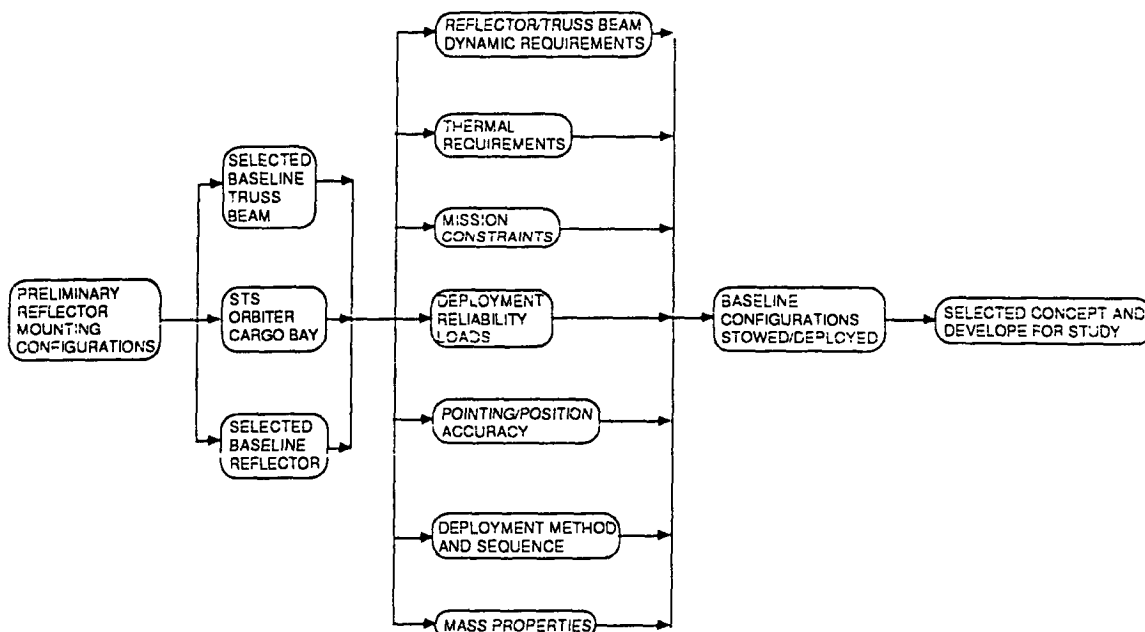 PRELIMINARY
REFLECTOR
MOUNTING
CONFIGURATIONS
SELECTED
BASELINE
TRUSS
BEAM
STS
ORBITER
CARGO BAY
SELECTED
BASELINE
REFLECTOR
REFLECTOR/TRUSS BEAM
DYNAMIC REQUIREMENTS
THERMAL
REQUIREMENTS
MISSION
CONSTRAINTS
DEPLOYMENT
RELIABILITY
LOADS
POINTING/POSITION
ACCURACY
DEPLOYMENT METHOD
AND SEQUENCE
MASS PROPERTIES
BASELINE
CONFIGURATIONS
STOWED/DEPLOYED
SELECTED CONCEPT AND
DEVELOPE FOR STUDY